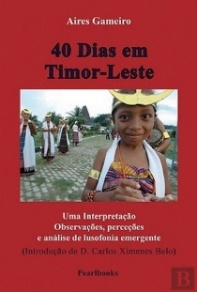 Aires Gameiro
40 Dias em
Timor-Leste
Uma Interpretação
Observações, perceções
e análise de lusofonia emergente
(Introdução de D. Carlos Ximenes Belo)
Pearlbooks
B